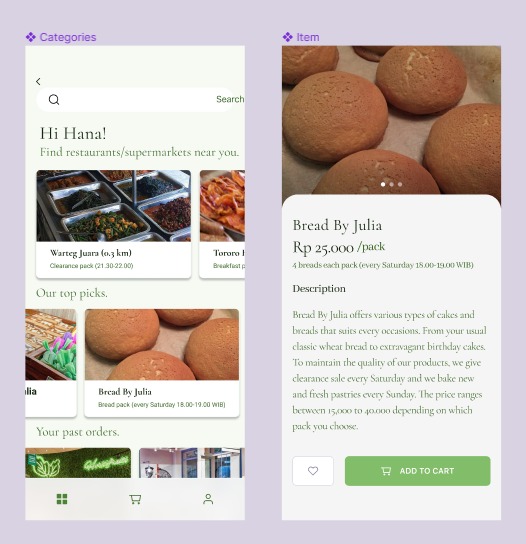 Categories
Search
Hi Hana!
Find restaurants/supermarkets near you.
Warteg Juara (0.3 km)
Clearance pack (21.30-22.00)
Tororo
Breakfast
Our top picks.
Bread By Julia
Bread pack (every Saturday 18.00-19.00 WIB)
Your past orders.
Item
Bread By Julia
Rp 25.000 /pack
4 breads each pack (every Saturday 18.00-19.00 WIB)
Description
Bread By Julia offers various types of cakes and
breads that suits every occasions. From your usual
classic wheat bread to extravagant birthday cakes.
To maintain the quality of our products, we give
clearance sale every Saturday and we bake new
and fresh pastries every Sunday. The price ranges
between 15,000 to 40.000 depending on which
pack you choose.
ADD TO CART